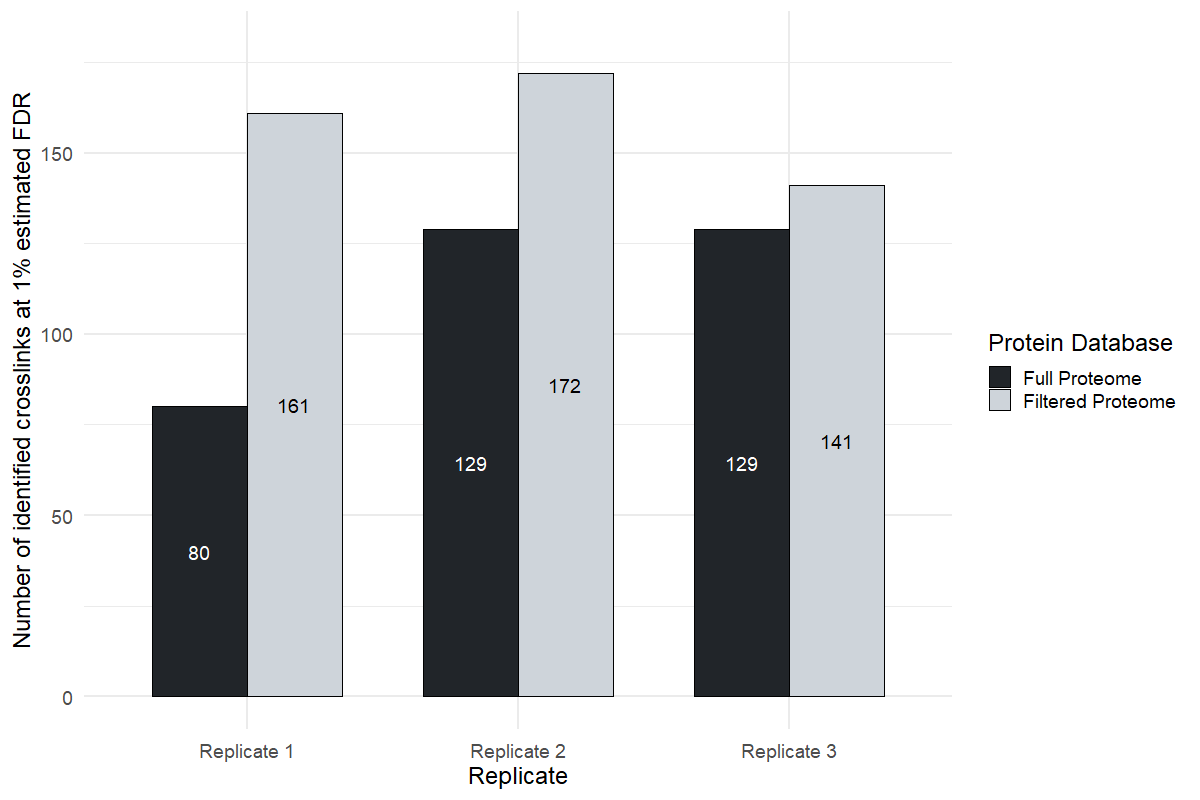 Number of identified crosslinks at 1% estimated FDR
150
100
50
0
161
172
141
129
129
80
Replicate 1
Replicate 2
Replicate 3
Replicate
Protein Database
Full Proteome
Filtered Proteome